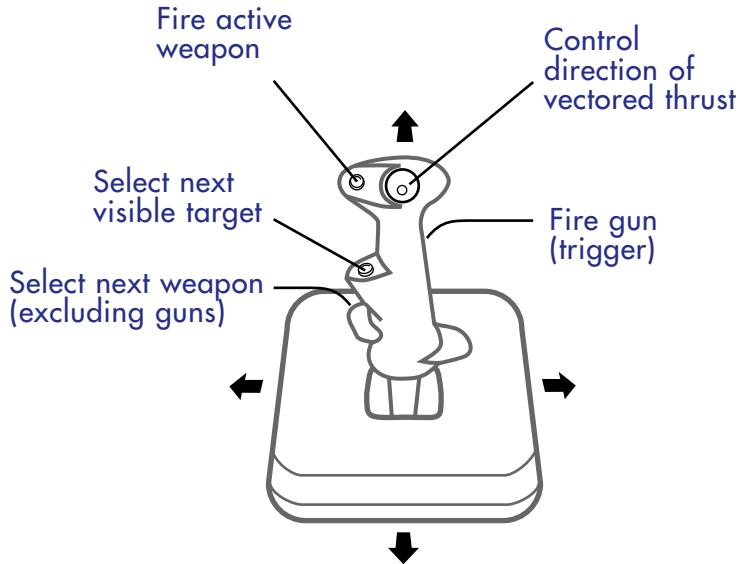 Fire active
weapon
Control
direction of
vectored thrust
Select next
visible target
Fire gun
(trigger)
Select next weapon
(excluding guns)